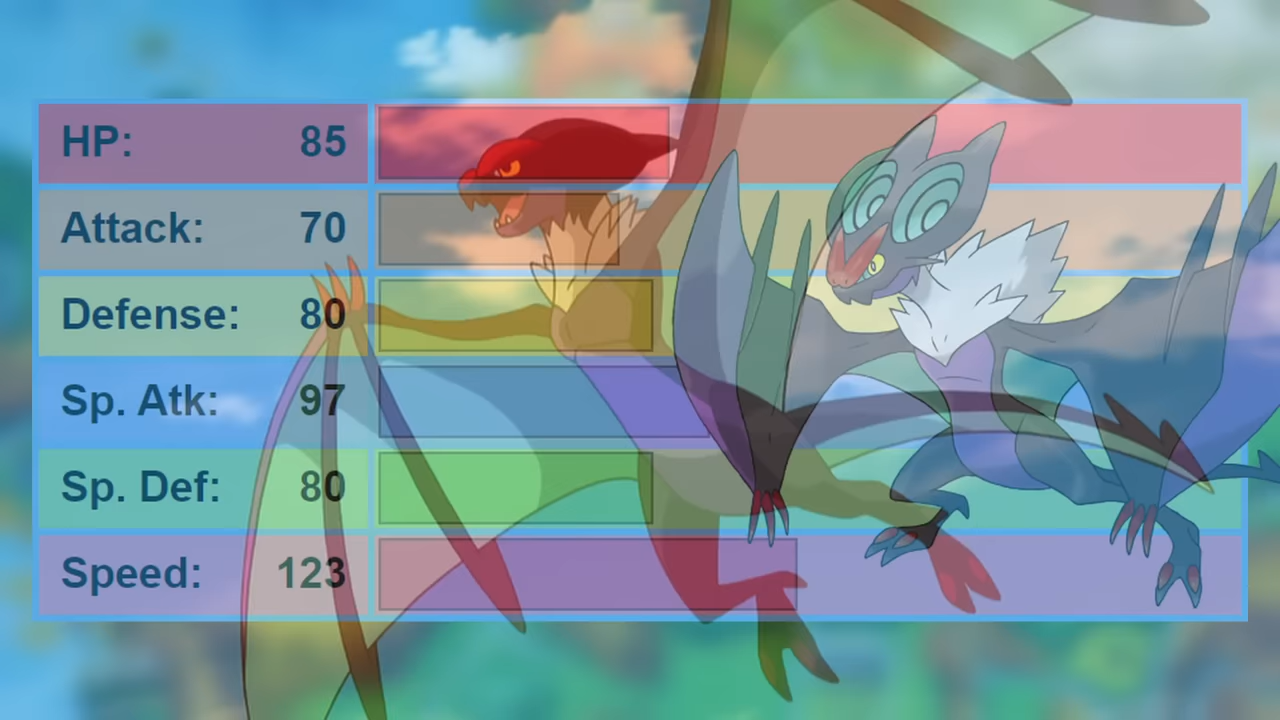 HP: 85
Attack: 70
Defense: 80
Sp. Atk: 97
Sp. Def: 80
Speed: 123